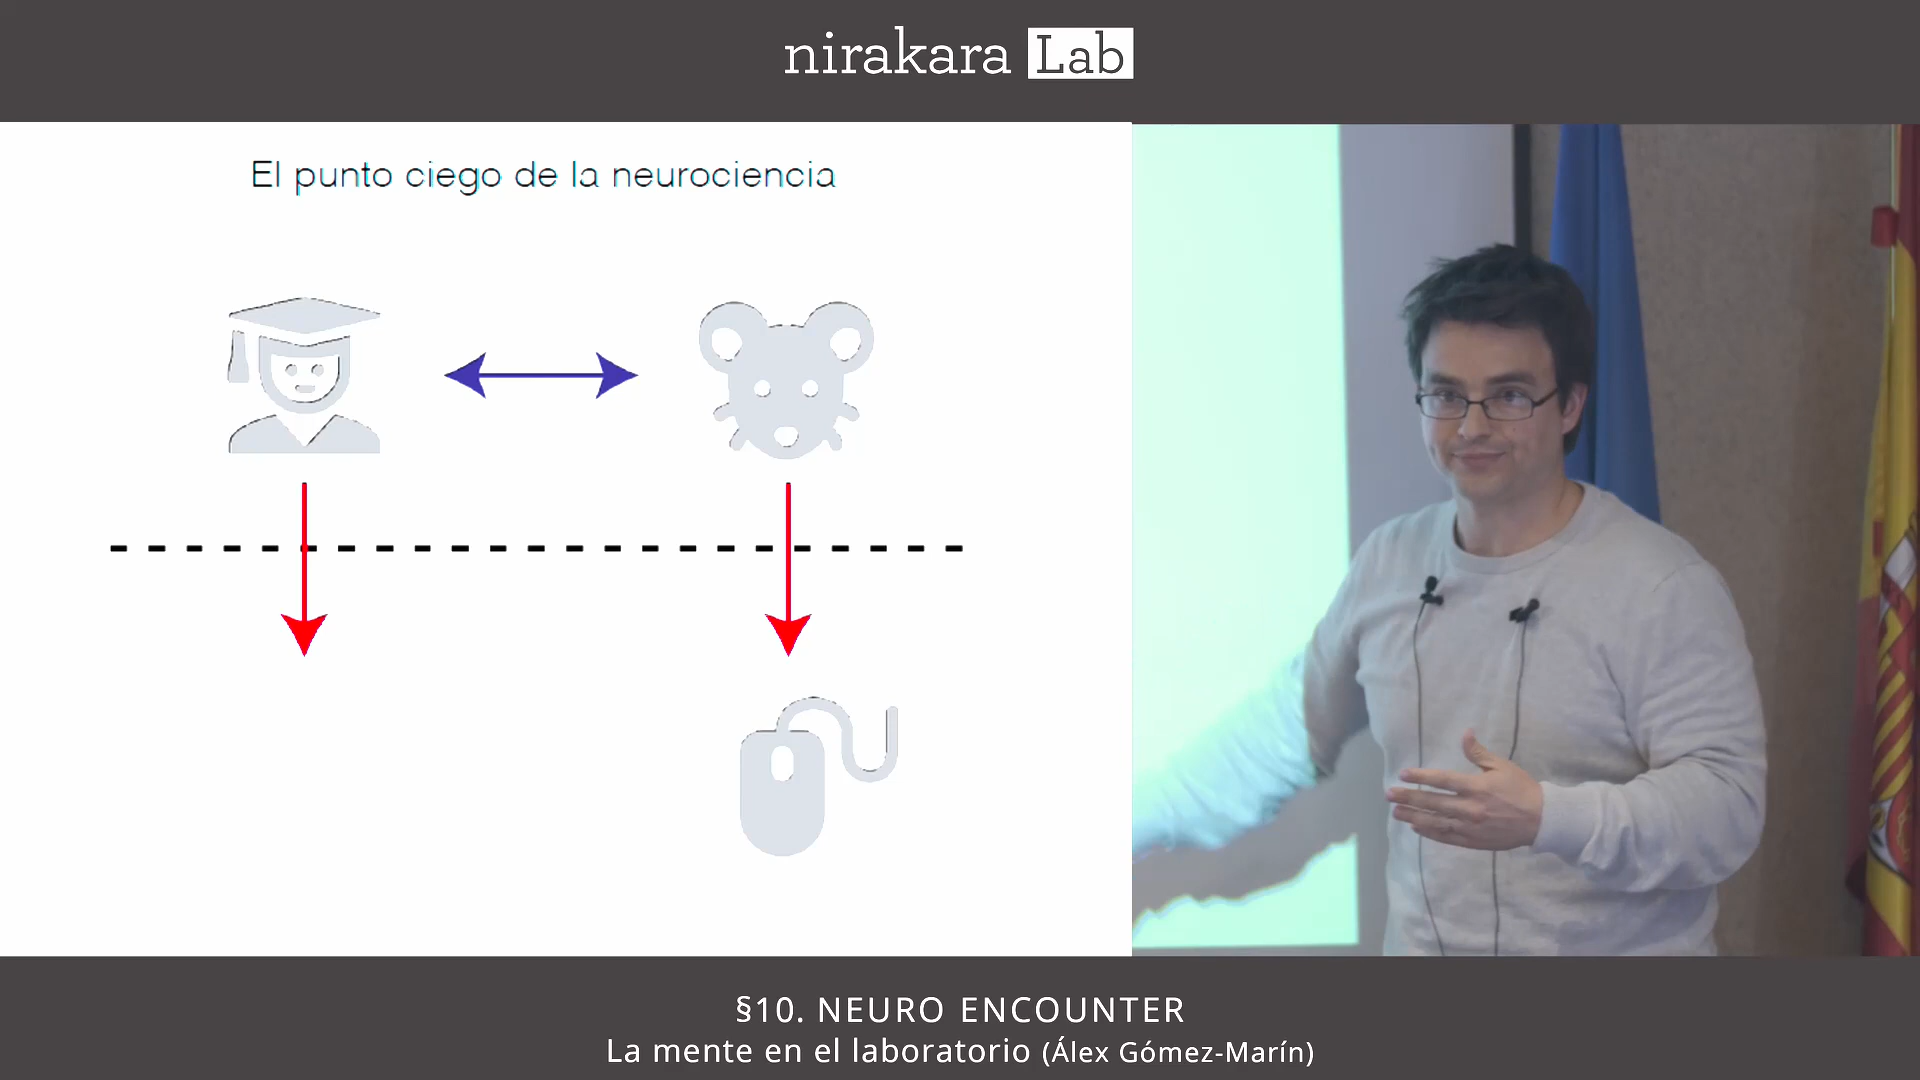 nirakara Lab
El punto ciego de la neurociencia
§10. NEURO ENCOUNTER
La mente en el laboratorio (Álex Gómez-Marín)